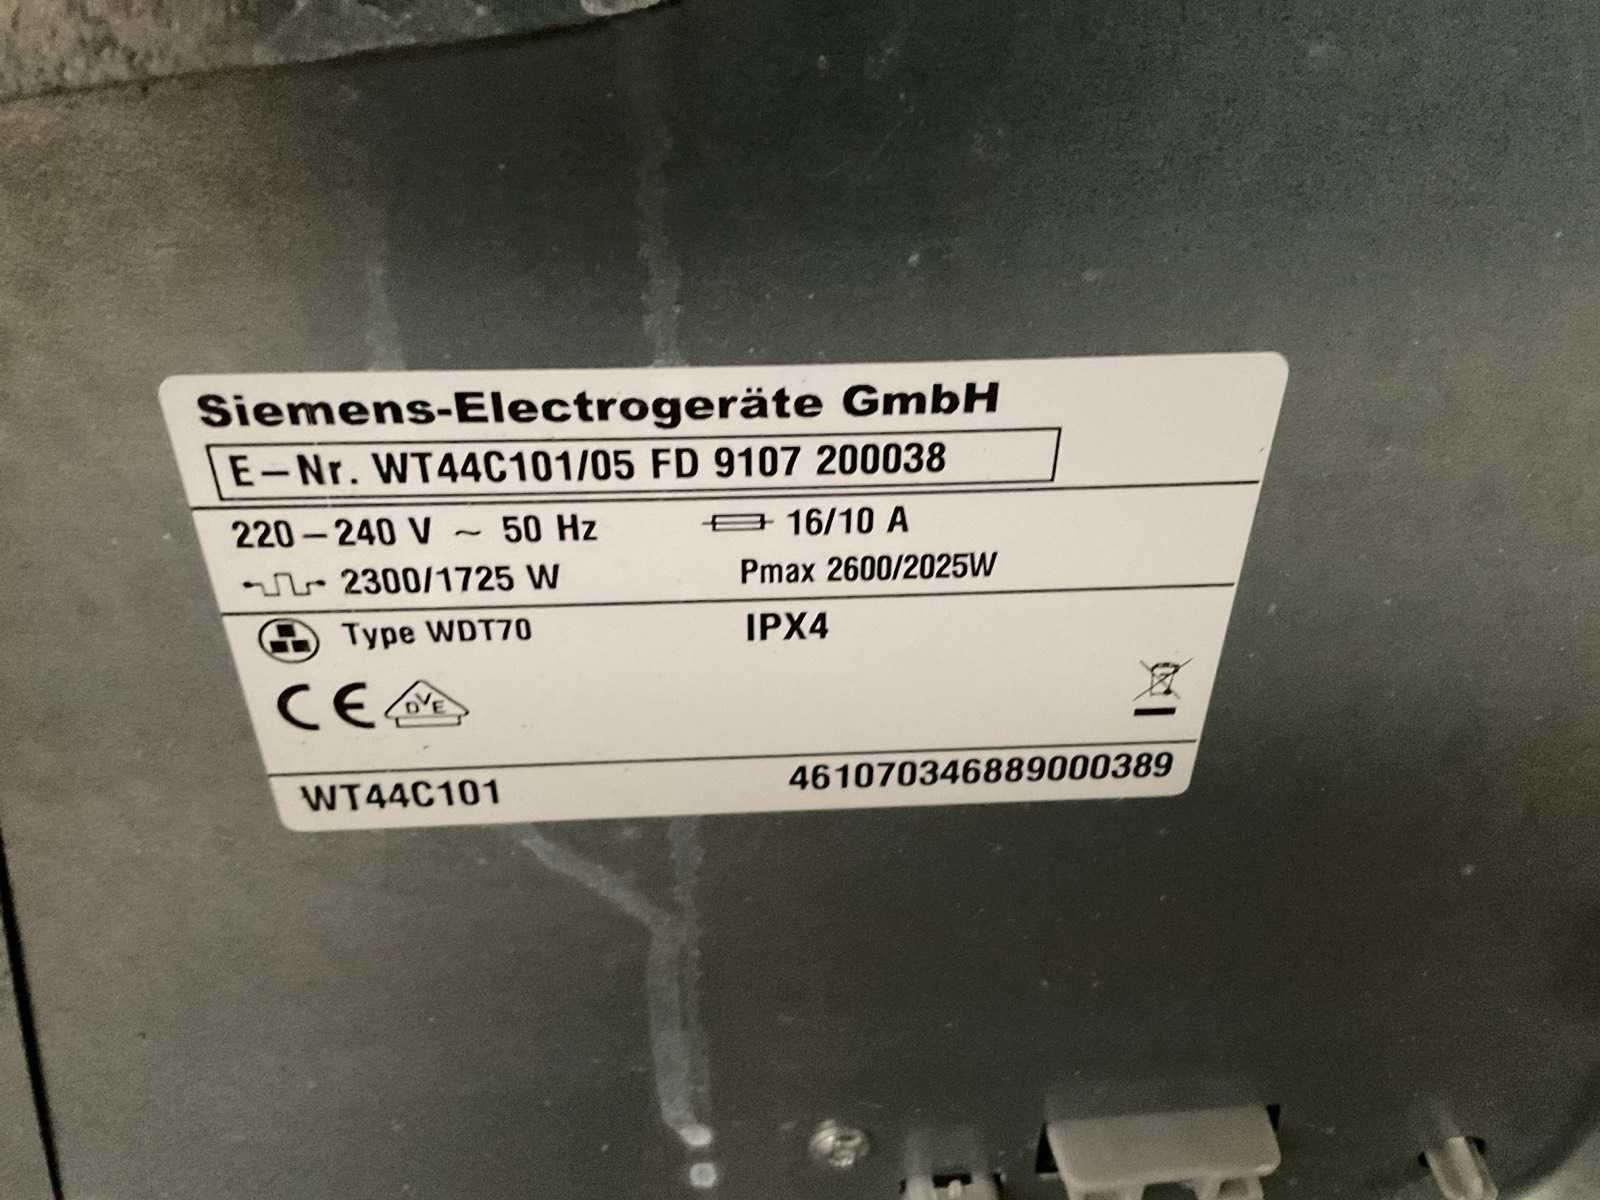 Siemens-Electrogeräte GmbH
E-Nr. WT44C101/05 FD 9107 200038
220-240 V ~ 50 Hz 16/10 A
2300/1725 W Pmax 2600/2025W
Type WDT70 IPX4
CE DVE
WT44C101 461070346889000389